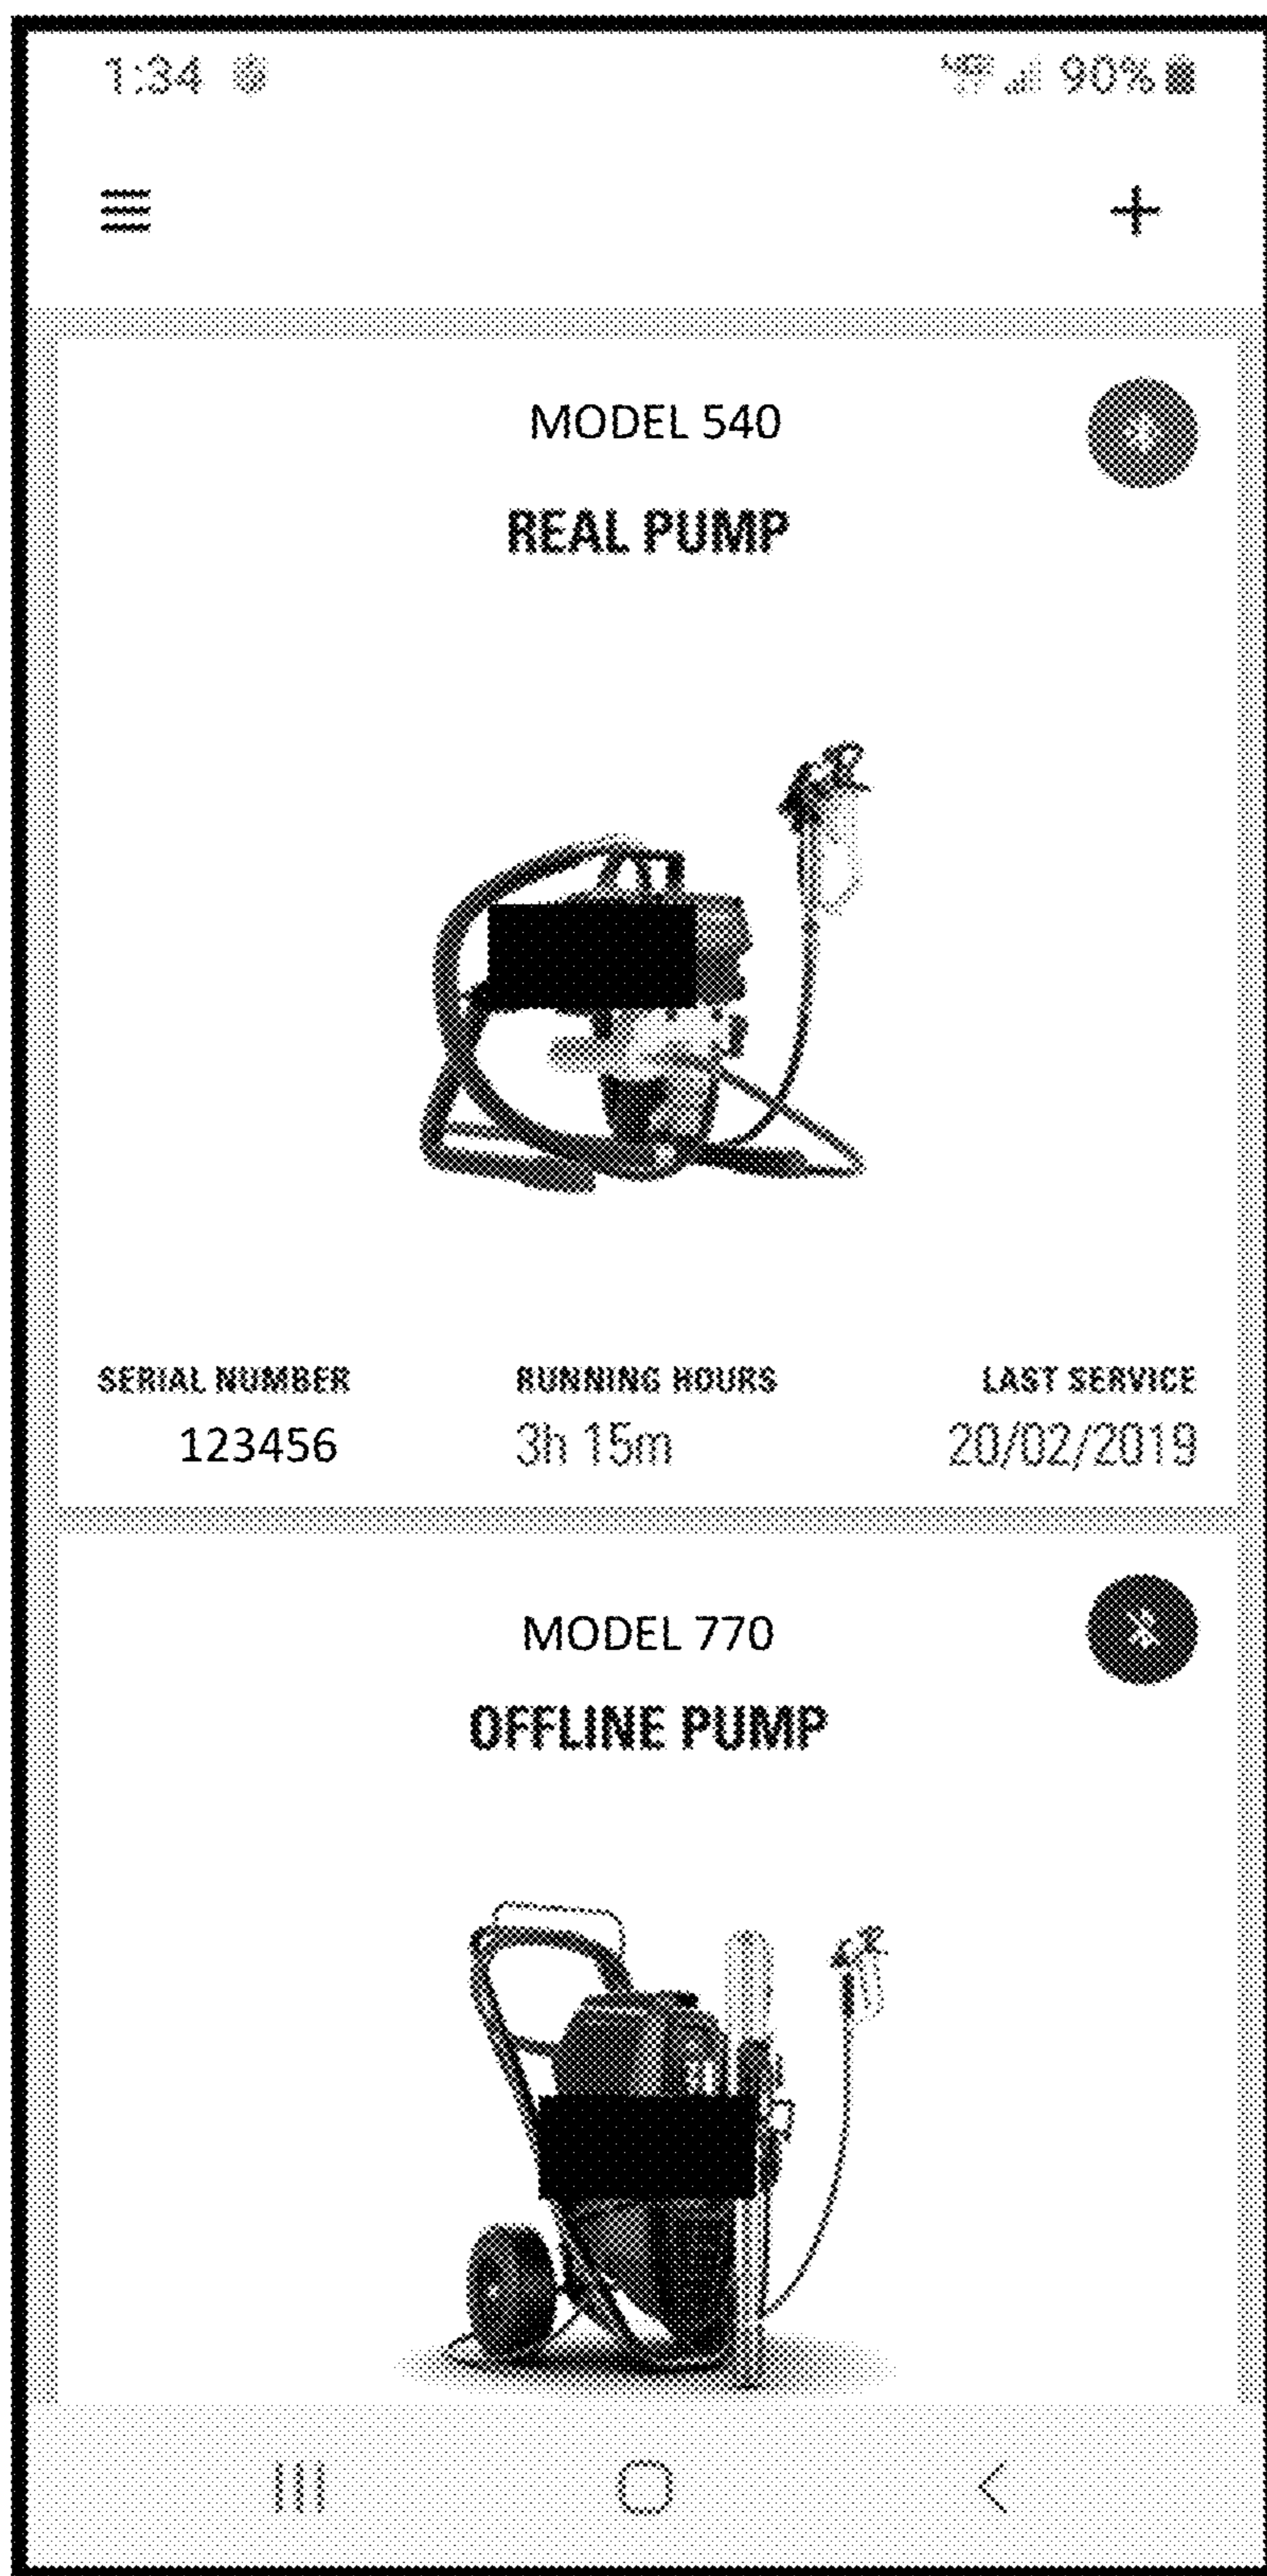 1:34 90%
MODEL 540
REAL PUMP
SERIAL NUMBER RUNNING HOURS LAST SERVICE
123456 3h 15m 20/02/2019
MODEL 770
OFFLINE PUMP